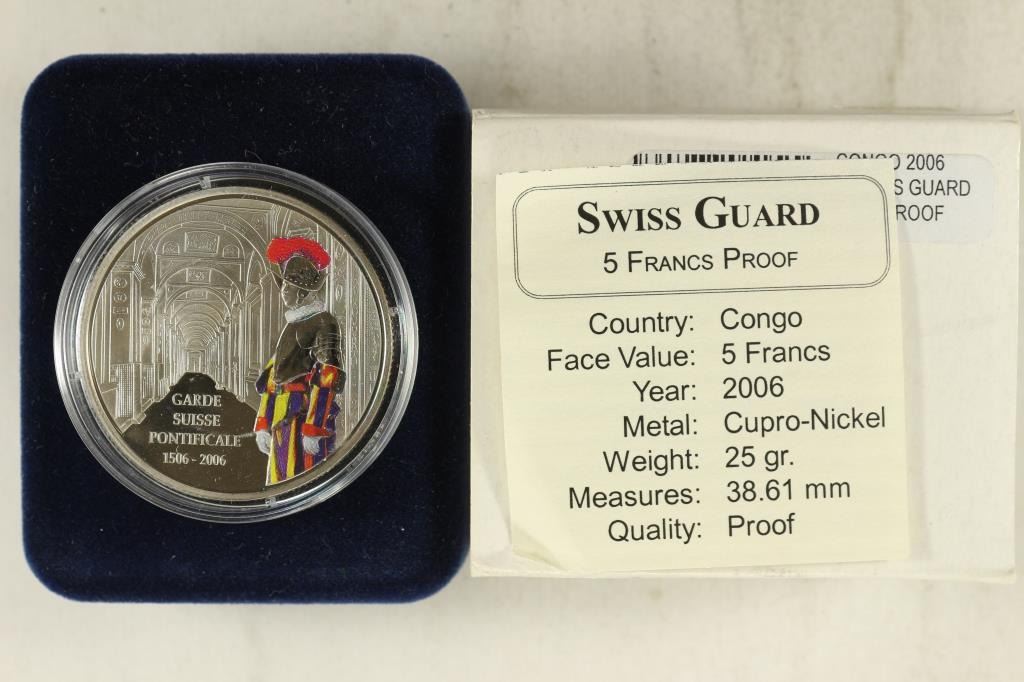 GARDE
SUISSE
PONTIFICALE
1506 - 2006
CONGO 2006
S GUARD
ROOF
SWISS GUARD
5 FRANCS PROOF
Country: Congo
Face Value: 5 Francs
Year: 2006
Metal: Cupro-Nickel
Weight: 25 gr.
Measures: 38.61 mm
Quality: Proof